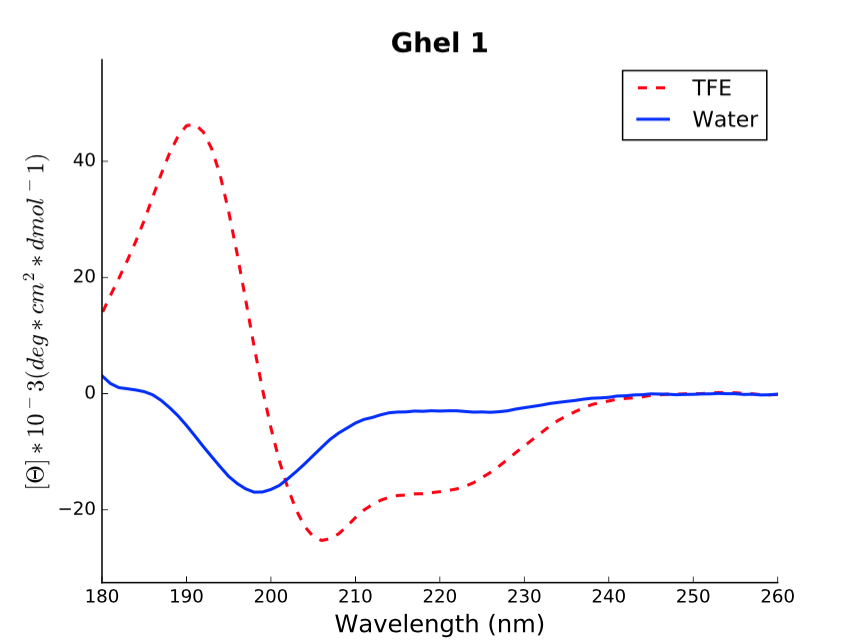 Ghel 1
TFE
Water
[Θ] * 10⁻3(deg * cm² * dmol⁻1)
40
20
0
−20
180 190 200 210 220 230 240 250 260
Wavelength (nm)